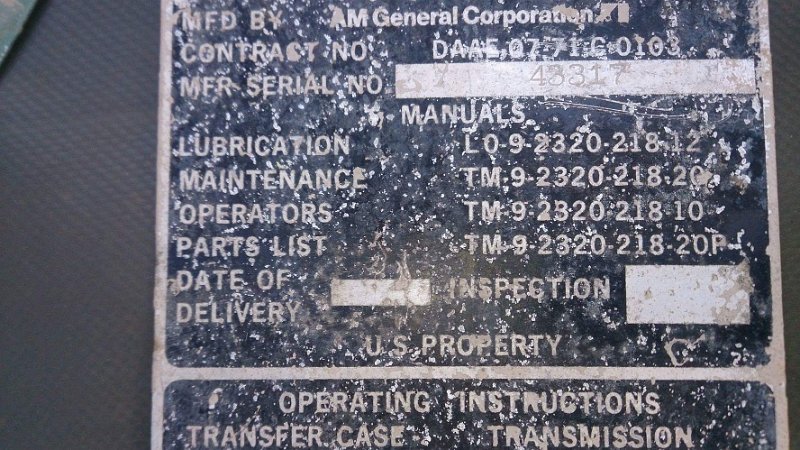 MFD BY AM General Corporation
CONTRACT NO DAAE 07-71-C-0103
MFR SERIAL NO 43317
MANUALS
LUBRICATION LO-9-2320-218-12
MAINTENANCE TM-9-2320-218-20
OPERATORS TM-9-2320-218-10
PARTS LIST TM-9-2320-218-20P
DATE OF DELIVERY INSPECTION
U.S. PROPERTY
OPERATING INSTRUCTIONS
TRANSFER CASE - TRANSMISSION